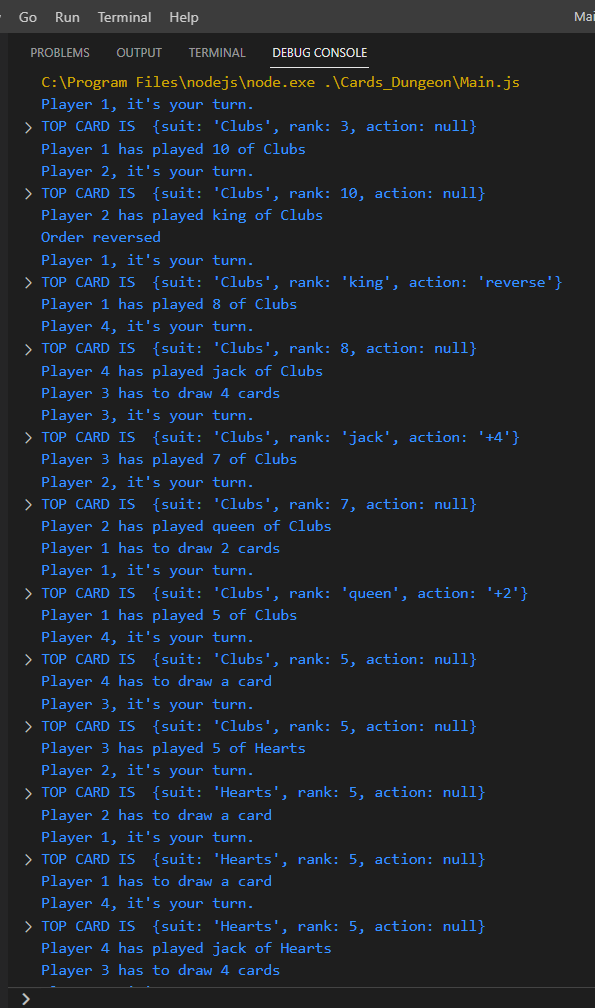 Go Run Terminal Help Mai
PROBLEMS OUTPUT TERMINAL DEBUG CONSOLE
C:\Program Files\nodejs\node.exe .\Cards_Dungeon\Main.js
Player 1, it's your turn.
TOP CARD IS {suit: 'Clubs', rank: 3, action: null}
Player 1 has played 10 of Clubs
Player 2, it's your turn.
TOP CARD IS {suit: 'Clubs', rank: 10, action: null}
Player 2 has played king of Clubs
Order reversed
Player 1, it's your turn.
TOP CARD IS {suit: 'Clubs', rank: 'king', action: 'reverse'}
Player 1 has played 8 of Clubs
Player 4, it's your turn.
TOP CARD IS {suit: 'Clubs', rank: 8, action: null}
Player 4 has played jack of Clubs
Player 3 has to draw 4 cards
Player 3, it's your turn.
TOP CARD IS {suit: 'Clubs', rank: 'jack', action: '+4'}
Player 3 has played 7 of Clubs
Player 2, it's your turn.
TOP CARD IS {suit: 'Clubs', rank: 7, action: null}
Player 2 has played queen of Clubs
Player 1 has to draw 2 cards
Player 1, it's your turn.
TOP CARD IS {suit: 'Clubs', rank: 'queen', action: '+2'}
Player 1 has played 5 of Clubs
Player 4, it's your turn.
TOP CARD IS {suit: 'Clubs', rank: 5, action: null}
Player 4 has to draw a card
Player 3, it's your turn.
TOP CARD IS {suit: 'Clubs', rank: 5, action: null}
Player 3 has played 5 of Hearts
Player 2, it's your turn.
TOP CARD IS {suit: 'Hearts', rank: 5, action: null}
Player 2 has to draw a card
Player 1, it's your turn.
TOP CARD IS {suit: 'Hearts', rank: 5, action: null}
Player 1 has to draw a card
Player 4, it's your turn.
TOP CARD IS {suit: 'Hearts', rank: 5, action: null}
Player 4 has played jack of Hearts
Player 3 has to draw 4 cards